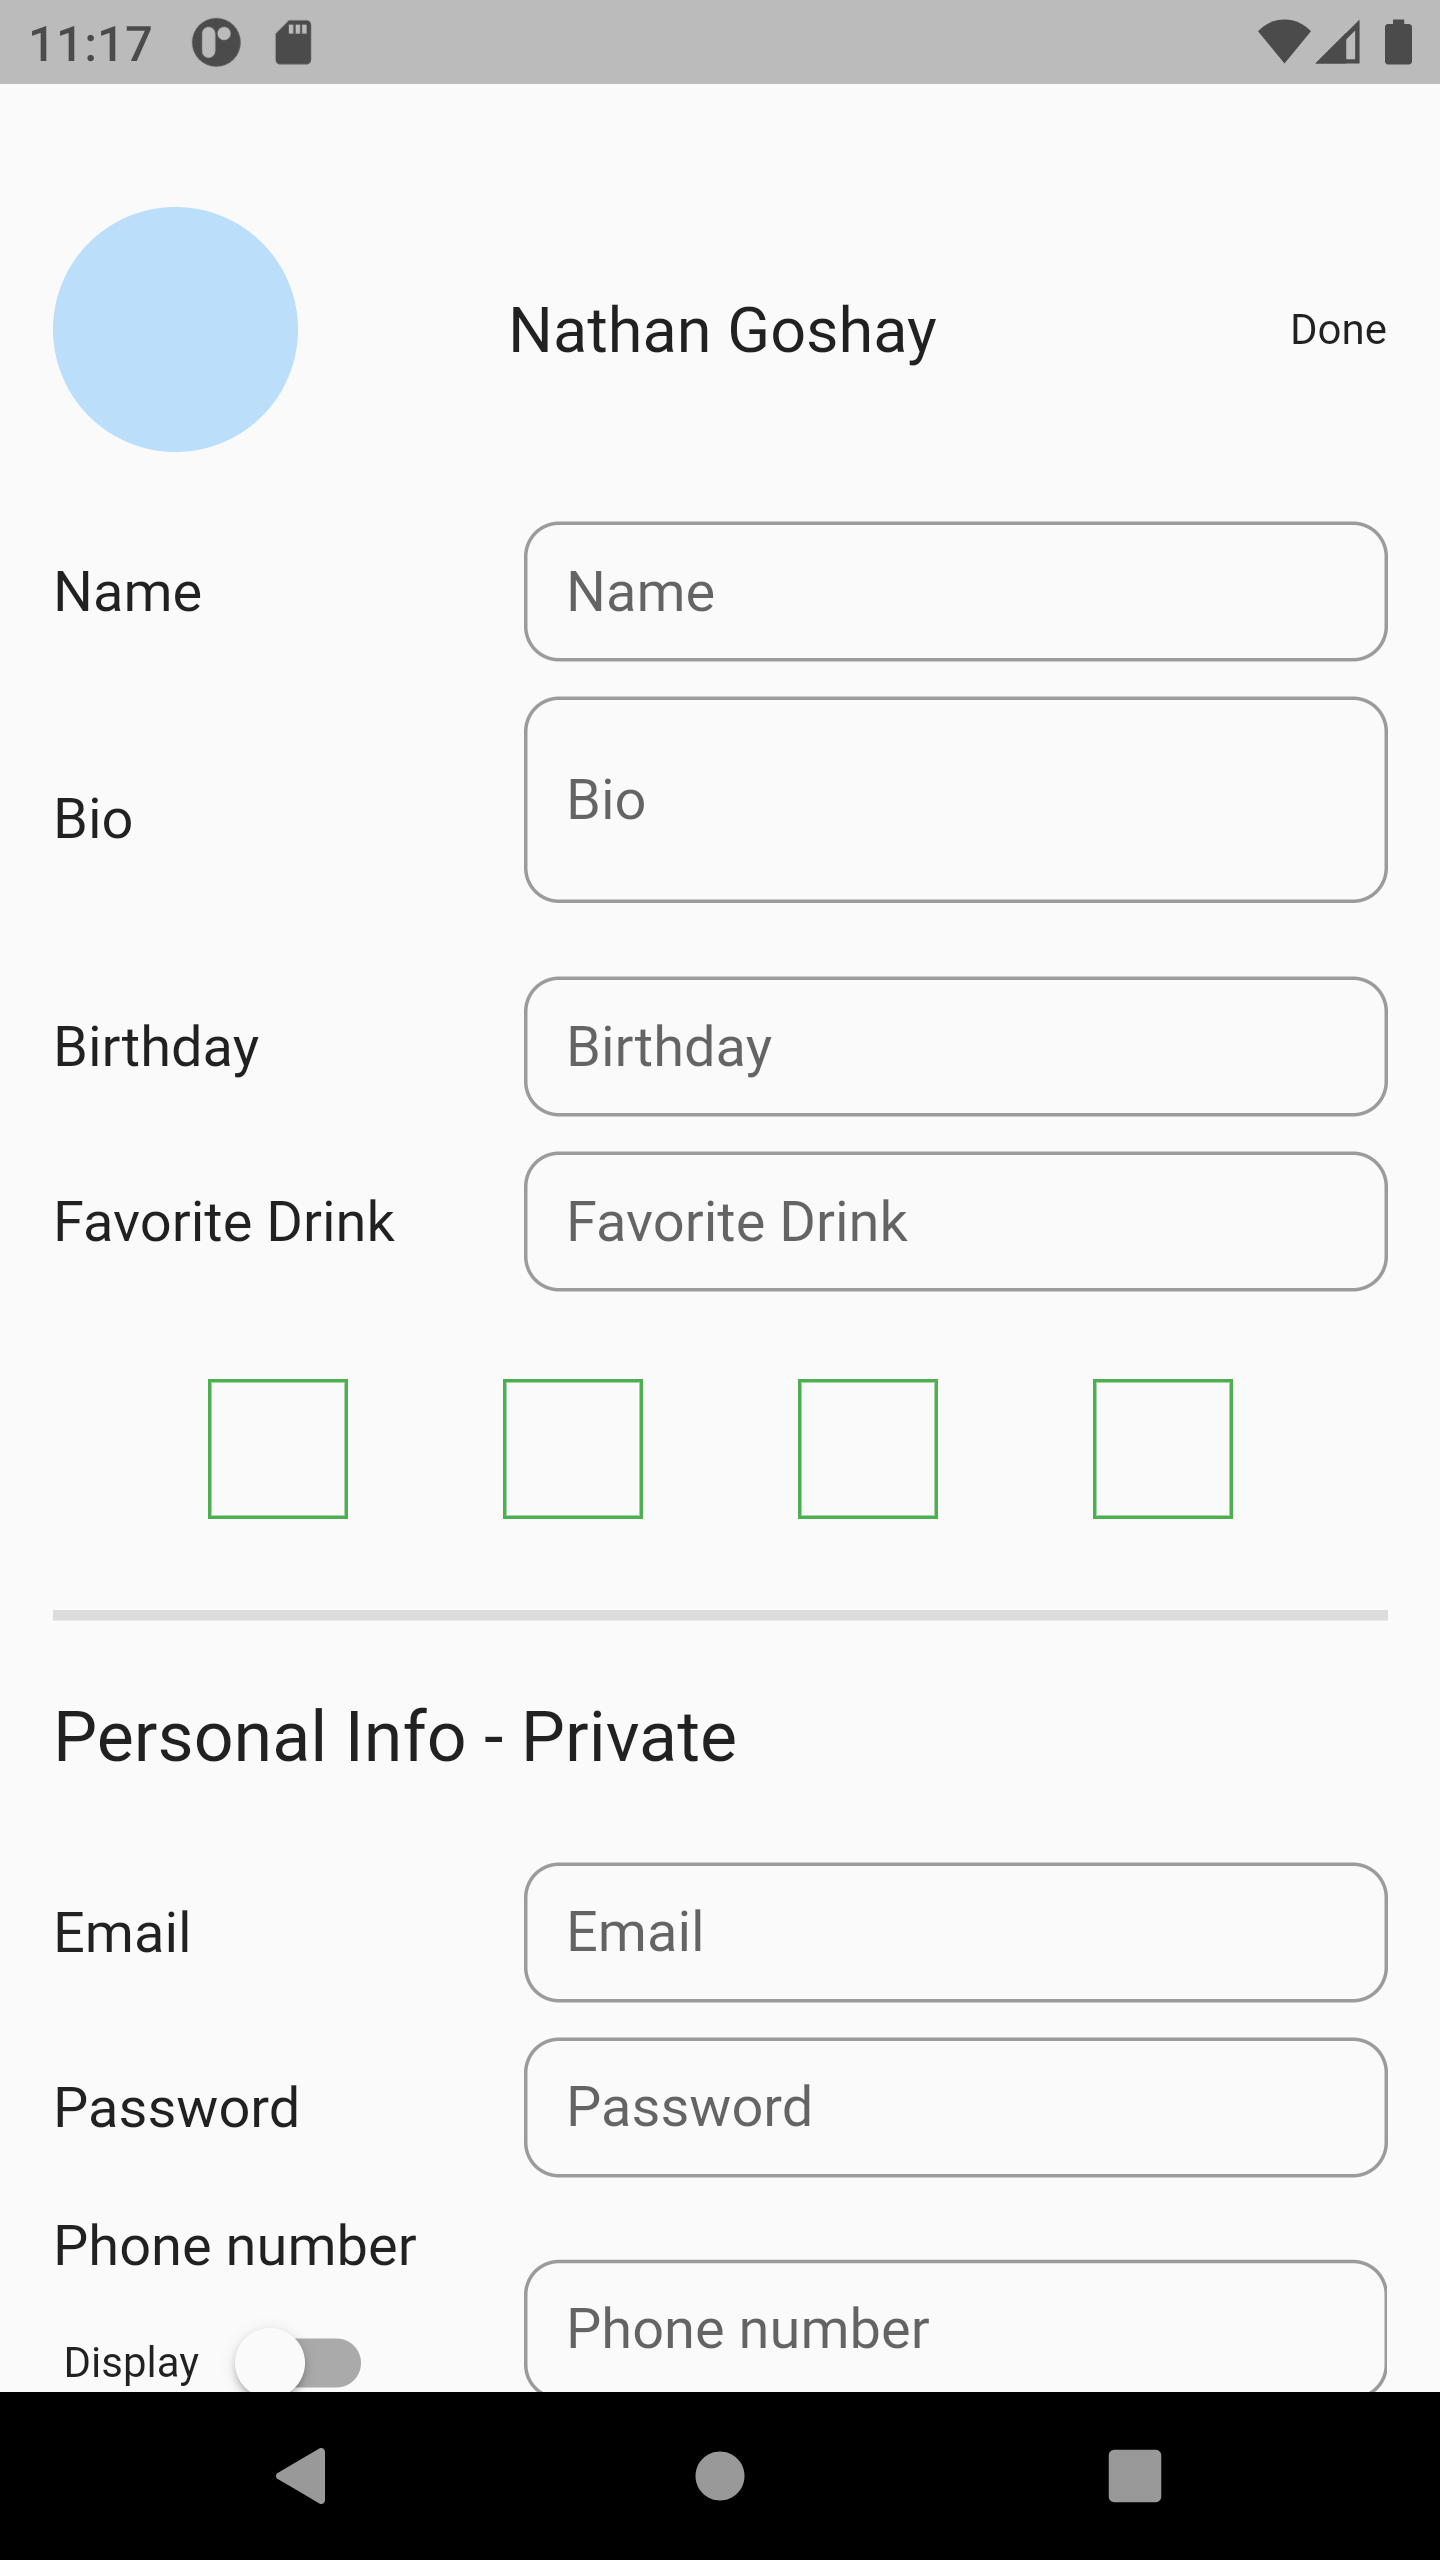 11:17
Nathan Goshay
Done
Name
Name
Bio
Bio
Birthday
Birthday
Favorite Drink
Favorite Drink
Personal Info - Private
Email
Email
Password
Password
Phone number
Phone number
Display